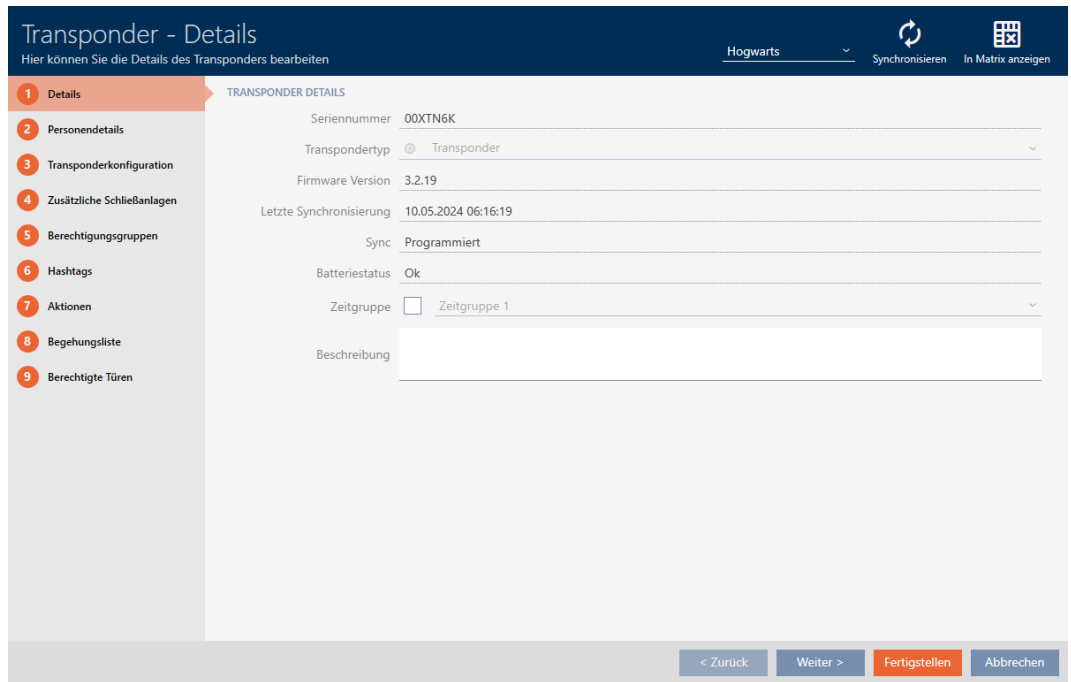 Transponder - Details
Hier können Sie die Details des Transponders bearbeiten
Hogwarts
Synchronisieren
In Matrix anzeigen
1 Details
2 Personendetails
3 Transponderkonfiguration
4 Zusätzliche Schließanlagen
5 Berechtigungsgruppen
6 Hashtags
7 Aktionen
8 Begehungsliste
9 Berechtigte Türen
TRANSPONDER DETAILS
Seriennummer 00XTN6K
Transpondertyp Transponder
Firmware Version 3.2.19
Letzte Synchronisierung 10.05.2024 06:16:19
Sync Programmiert
Batteriestatus Ok
Zeitgruppe Zeitgruppe 1
Beschreibung
< Zurück
Weiter >
Fertigstellen
Abbrechen